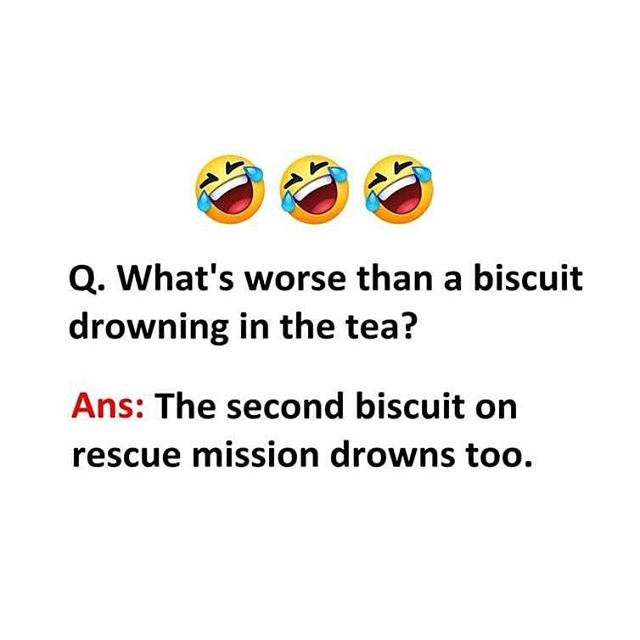 Q. What's worse than a biscuit
drowning in the tea?
Ans: The second biscuit on
rescue mission drowns too.